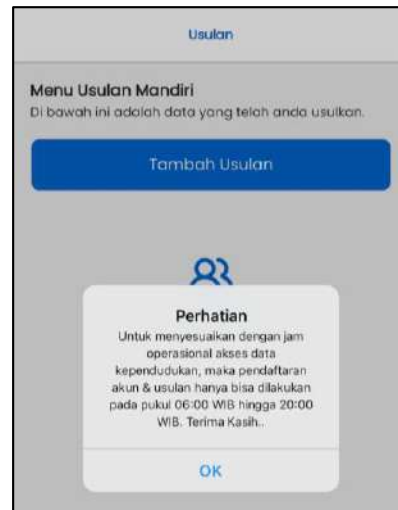 Usulan
Menu Usulan Mandiri
Di bawah ini adalah data yang telah anda usulkan.
Tambah Usulan
Perhatian
Untuk menyesuaikan dengan jam
operasional akses data
kependudukan, maka pendaftaran
akun & usulan hanya bisa dilakukan
pada pukul 06:00 WIB hingga 20:00
WIB. Terima Kasih..
OK